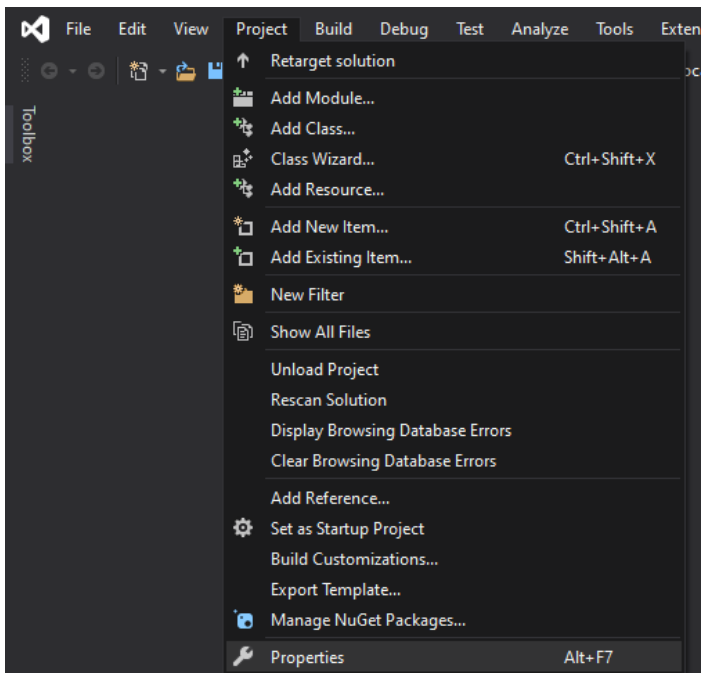 File Edit View Project Build Debug Test Analyze Tools Exten
Retarget solution
Toolbox
Add Module...
Add Class...
Class Wizard... Ctrl+Shift+X
Add Resource...
Add New Item... Ctrl+Shift+A
Add Existing Item... Shift+Alt+A
New Filter
Show All Files
Unload Project
Rescan Solution
Display Browsing Database Errors
Clear Browsing Database Errors
Add Reference...
Set as Startup Project
Build Customizations...
Export Template...
Manage NuGet Packages...
Properties Alt+F7